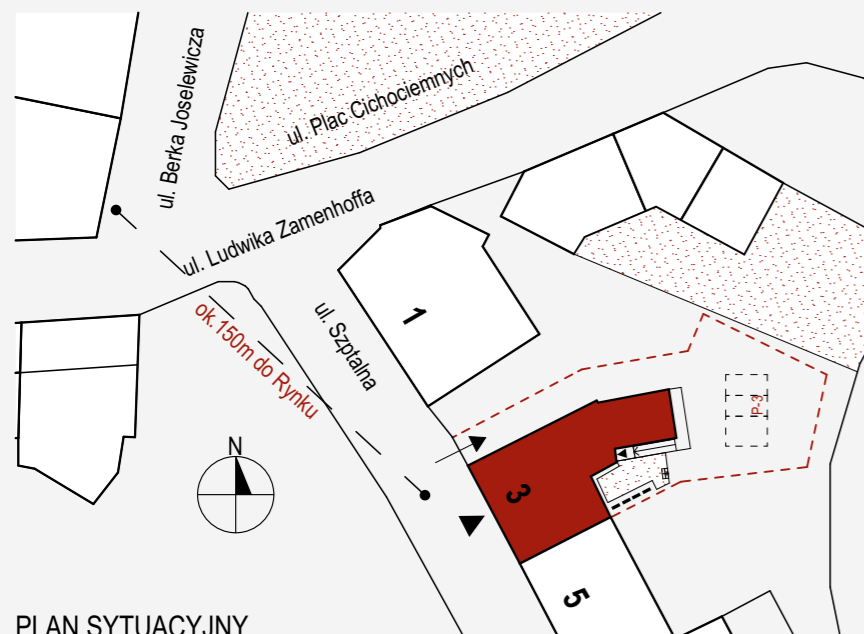 ul. Berka Joselewicza
ul. Plac Cichociemnych
ul. Ludwika Zamenhoffa
ul. Szptalna
ok.150m do Rynku
1
N
P-3
3
5
PLAN SYTUACYJNY